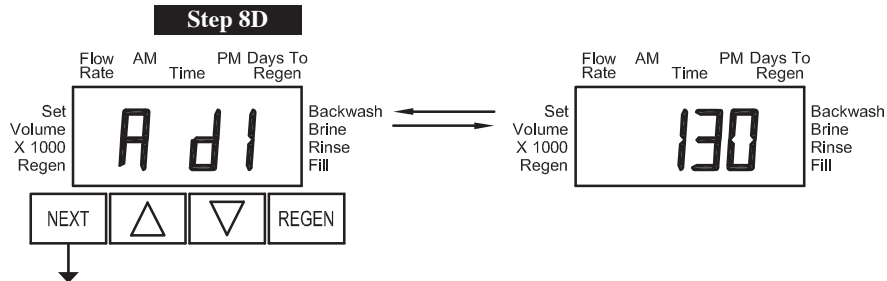 Step 8D
Flow Rate AM Time PM Days To Regen
Set
Volume
X 1000
Regen
A d1
Backwash
Brine
Rinse
Fill
NEXT REGEN
Flow Rate AM Time PM Days To Regen
Set
Volume
X 1000
Regen
130
Backwash
Brine
Rinse
Fill